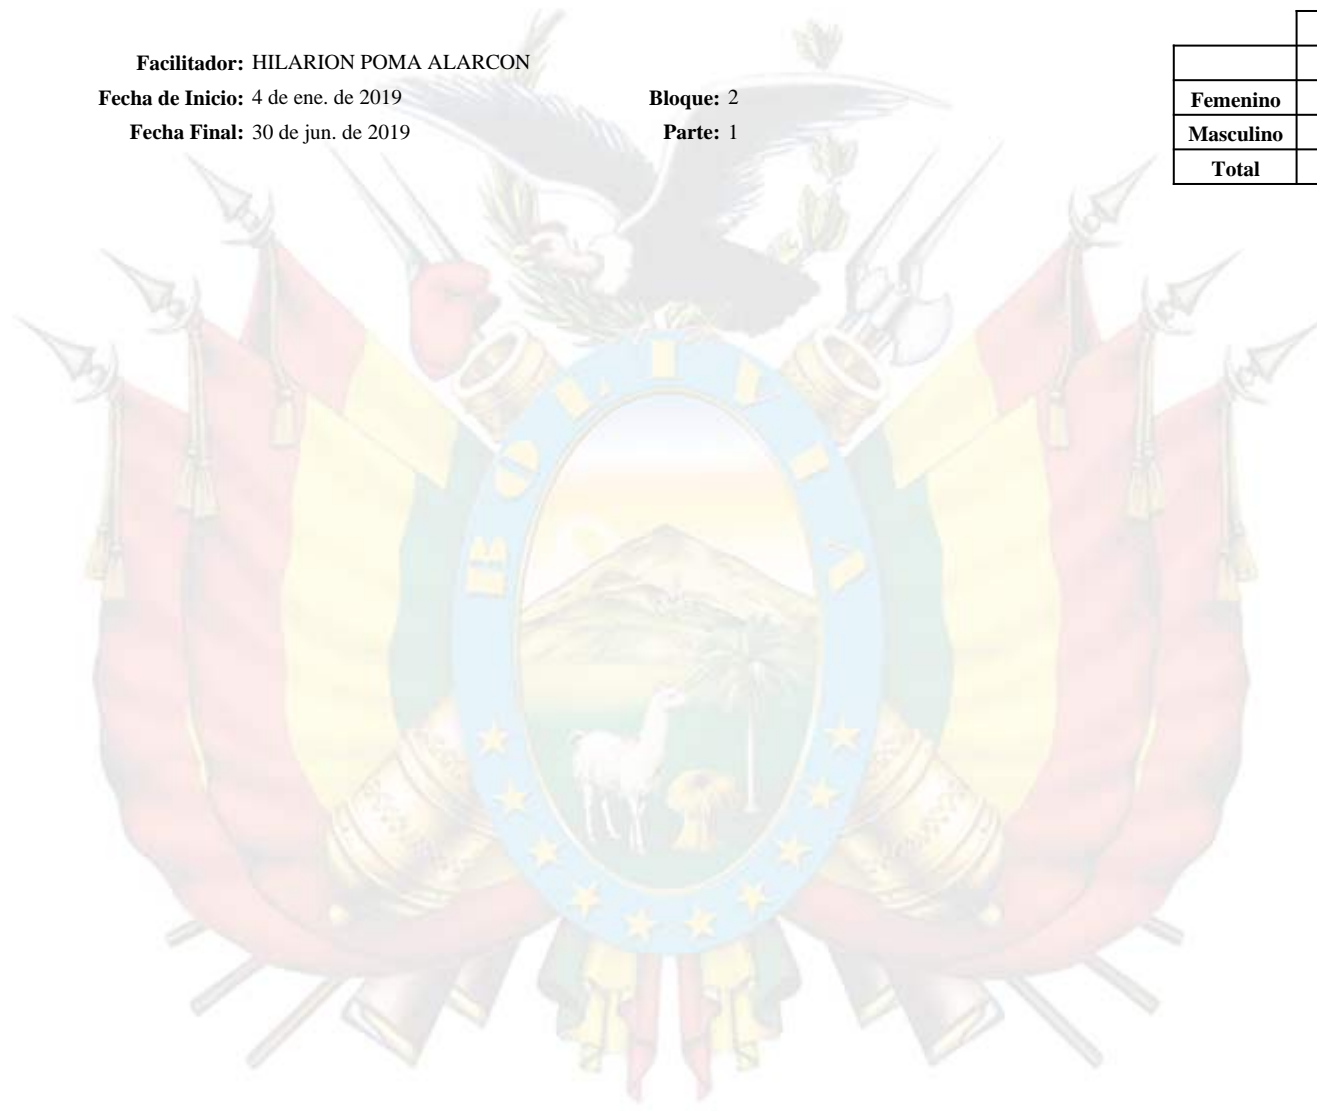 Facilitador: HILARION POMA ALARCON
Fecha de Inicio: 4 de ene. de 2019 Bloque: 2
Fecha Final: 30 de jun. de 2019 Parte: 1
Femenino
Masculino
Total
BOLIVIA